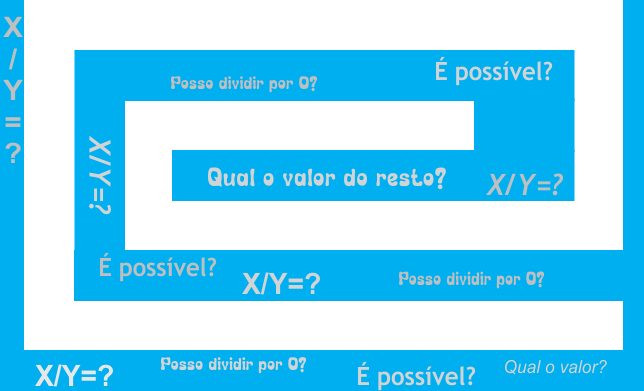 X/Y=?
Posso dividir por 0?
É possível?
X/Y=?
Qual o valor do resto?
X/Y=?
É possível?
X/Y=?
Posso dividir por 0?
X/Y=?
Posso dividir por 0?
É possível?
Qual o valor?